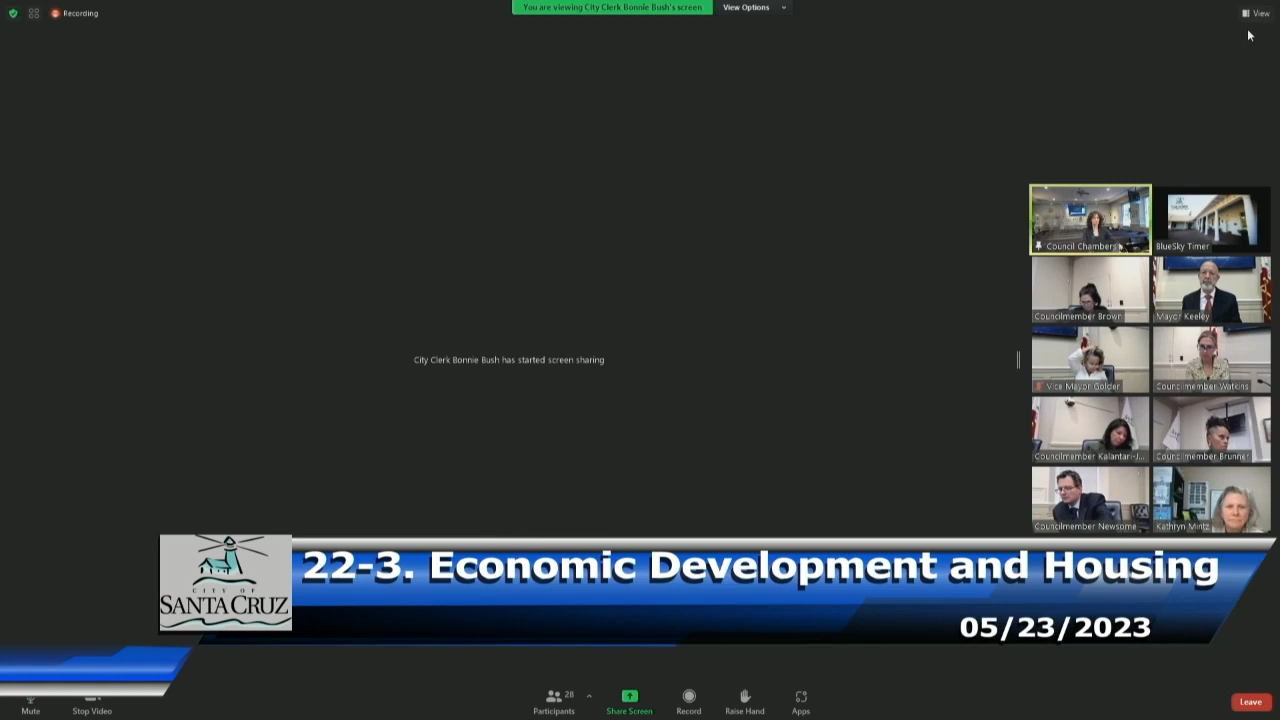 Recording
You are viewing City Clerk Bonnie Bush's screen
View Options
View
Council Chambers
BlueSky Timer
Councilmember Brown
Mayor Keeley
City Clerk Bonnie Bush has started screen sharing
Vice Mayor Golder
Councilmember Watkins
Councilmember Kalantari-J...
Councilmember Brunner
Councilmember Newsome
Kathryn Mintz
CITY OF
SANTA CRUZ
22-3. Economic Development and Housing
05/23/2023
Mute
Stop Video
Participants
28
Share Screen
Record
Raise Hand
Apps
Leave